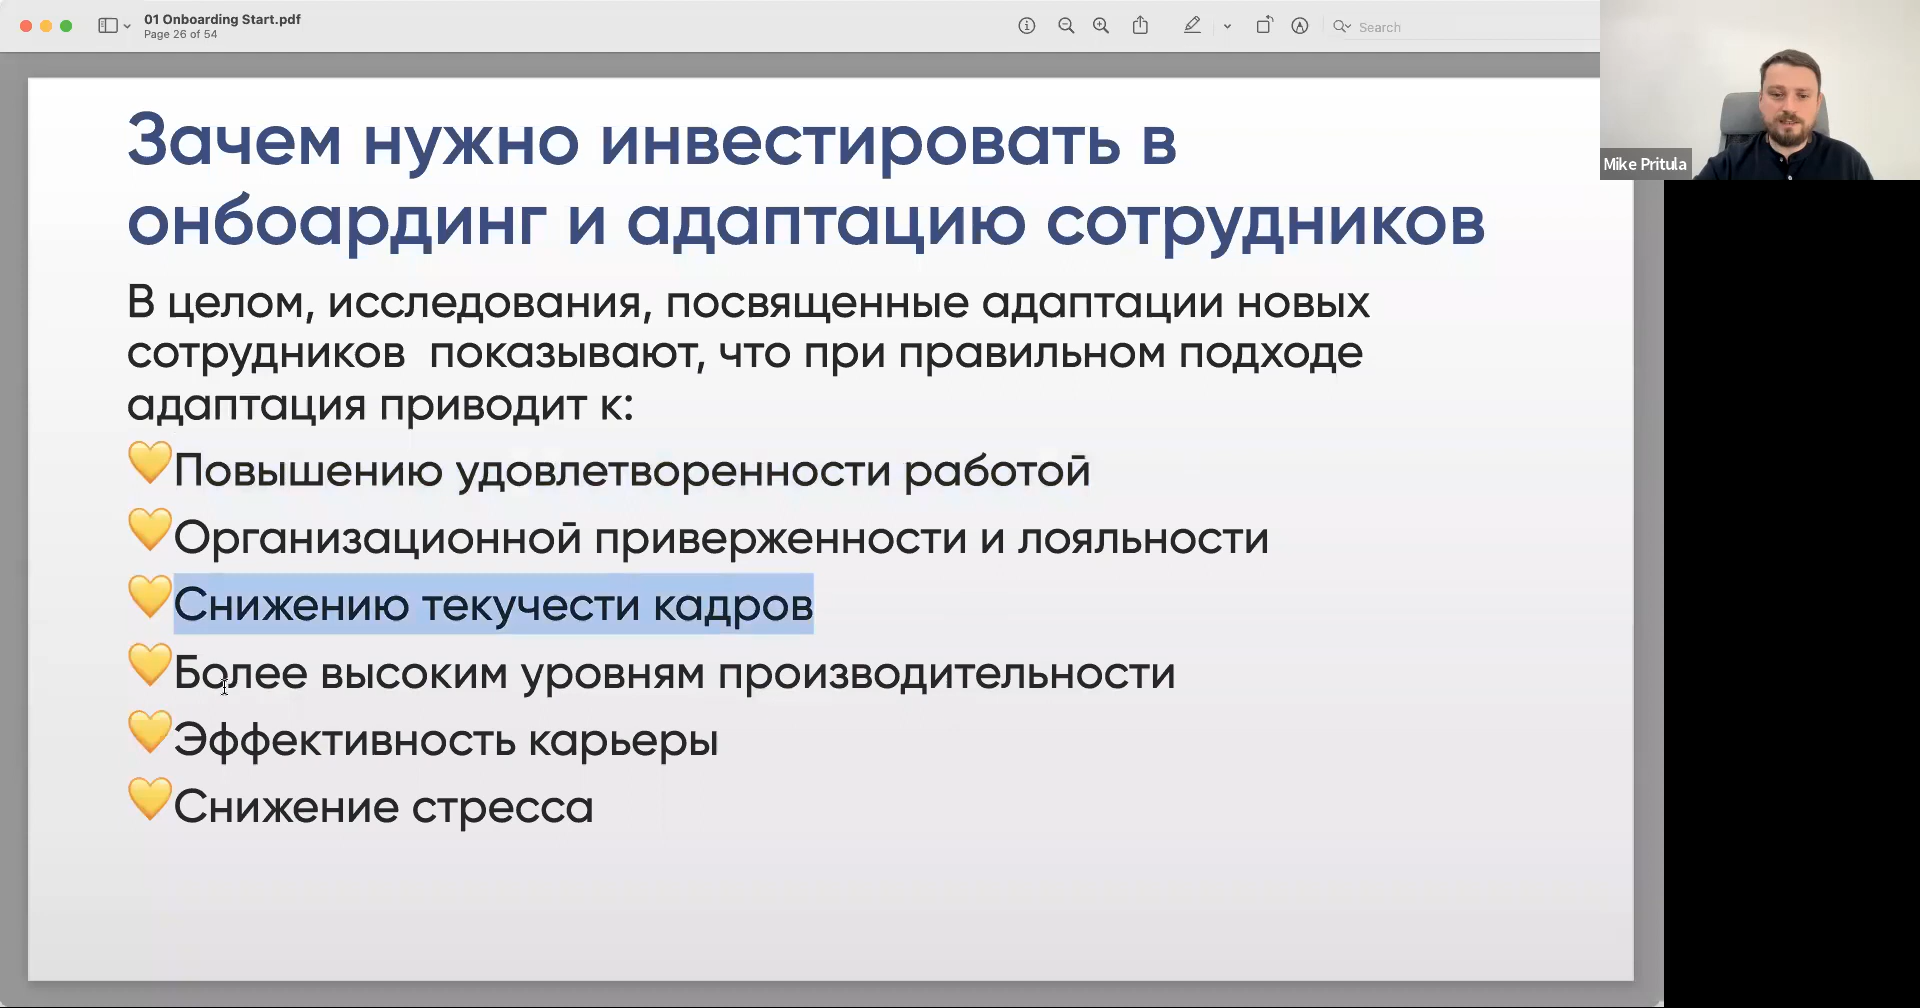 01 Onboarding Start.pdf
Page 26 of 54
Search
Mike Pritula
Зачем нужно инвестировать в
онбоардинг и адаптацию сотрудников
В целом, исследования, посвященные адаптации новых
сотрудников показывают, что при правильном подходе
адаптация приводит к:
💛Повышению удовлетворенности работой
💛Организационной приверженности и лояльности
💛Снижению текучести кадров
💛Более высоким уровням производительности
💛Эффективность карьеры
💛Снижение стресса